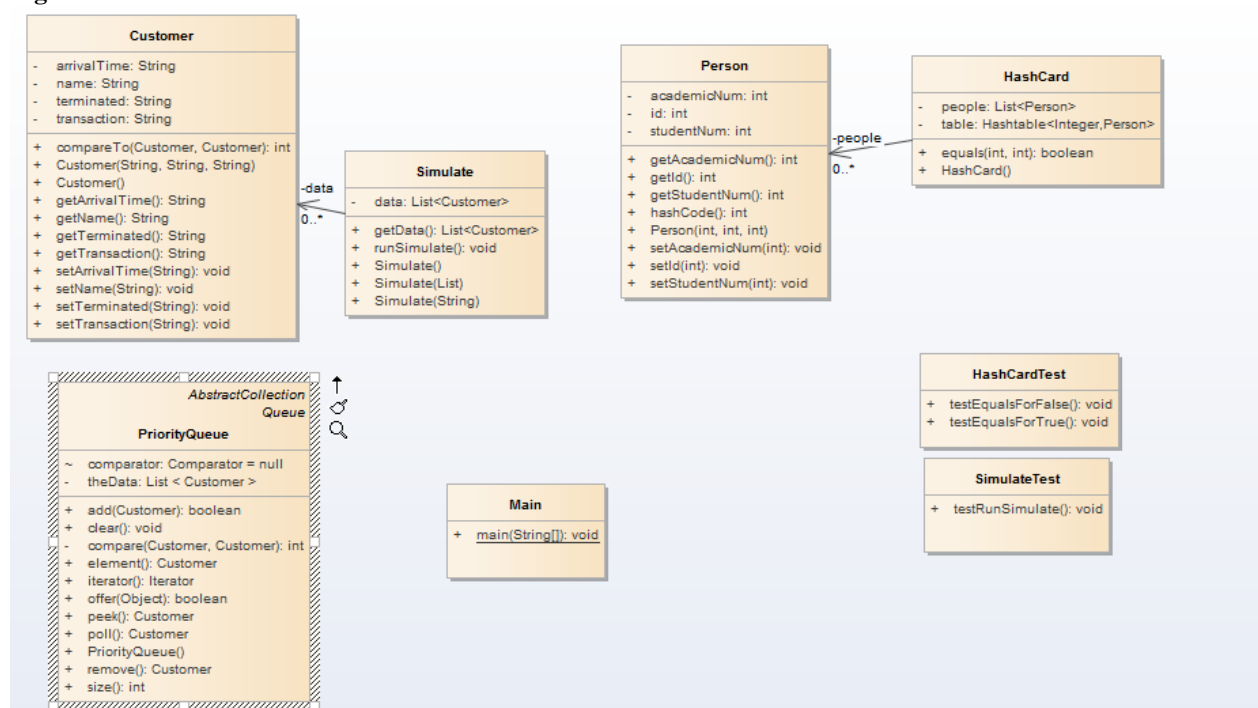 Customer
- arrivalTime: String
- name: String
- terminated: String
- transaction: String
+ compareTo(Customer, Customer): int
+ Customer(String, String, String)
+ Customer()
+ getArrivalTime(): String
+ getName(): String
+ getTerminated(): String
+ getTransaction(): String
+ setArrivalTime(String): void
+ setName(String): void
+ setTerminated(String): void
+ setTransaction(String): void
-data
0..*
Simulate
- data: List<Customer>
+ getData(): List<Customer>
+ runSimulate(): void
+ Simulate()
+ Simulate(List)
+ Simulate(String)
Person
- academicNum: int
- id: int
- studentNum: int
+ getAcademicNum(): int
+ getId(): int
+ getStudentNum(): int
+ hashCode(): int
+ Person(int, int, int)
+ setAcademicNum(int): void
+ setId(int): void
+ setStudentNum(int): void
-people
0..*
HashCard
- people: List<Person>
- table: Hashtable<Integer,Person>
+ equals(int, int): boolean
+ HashCard()
AbstractCollection
Queue
PriorityQueue
~ comparator: Comparator = null
- theData: List < Customer >
+ add(Customer): boolean
+ clear(): void
- compare(Customer, Customer): int
+ element(): Customer
+ iterator(): Iterator
+ offer(Object): boolean
+ peek(): Customer
+ poll(): Customer
+ PriorityQueue()
+ remove(): Customer
+ size(): int
Main
+ main(String[]): void
HashCardTest
+ testEqualsForFalse(): void
+ testEqualsForTrue(): void
SimulateTest
+ testRunSimulate(): void